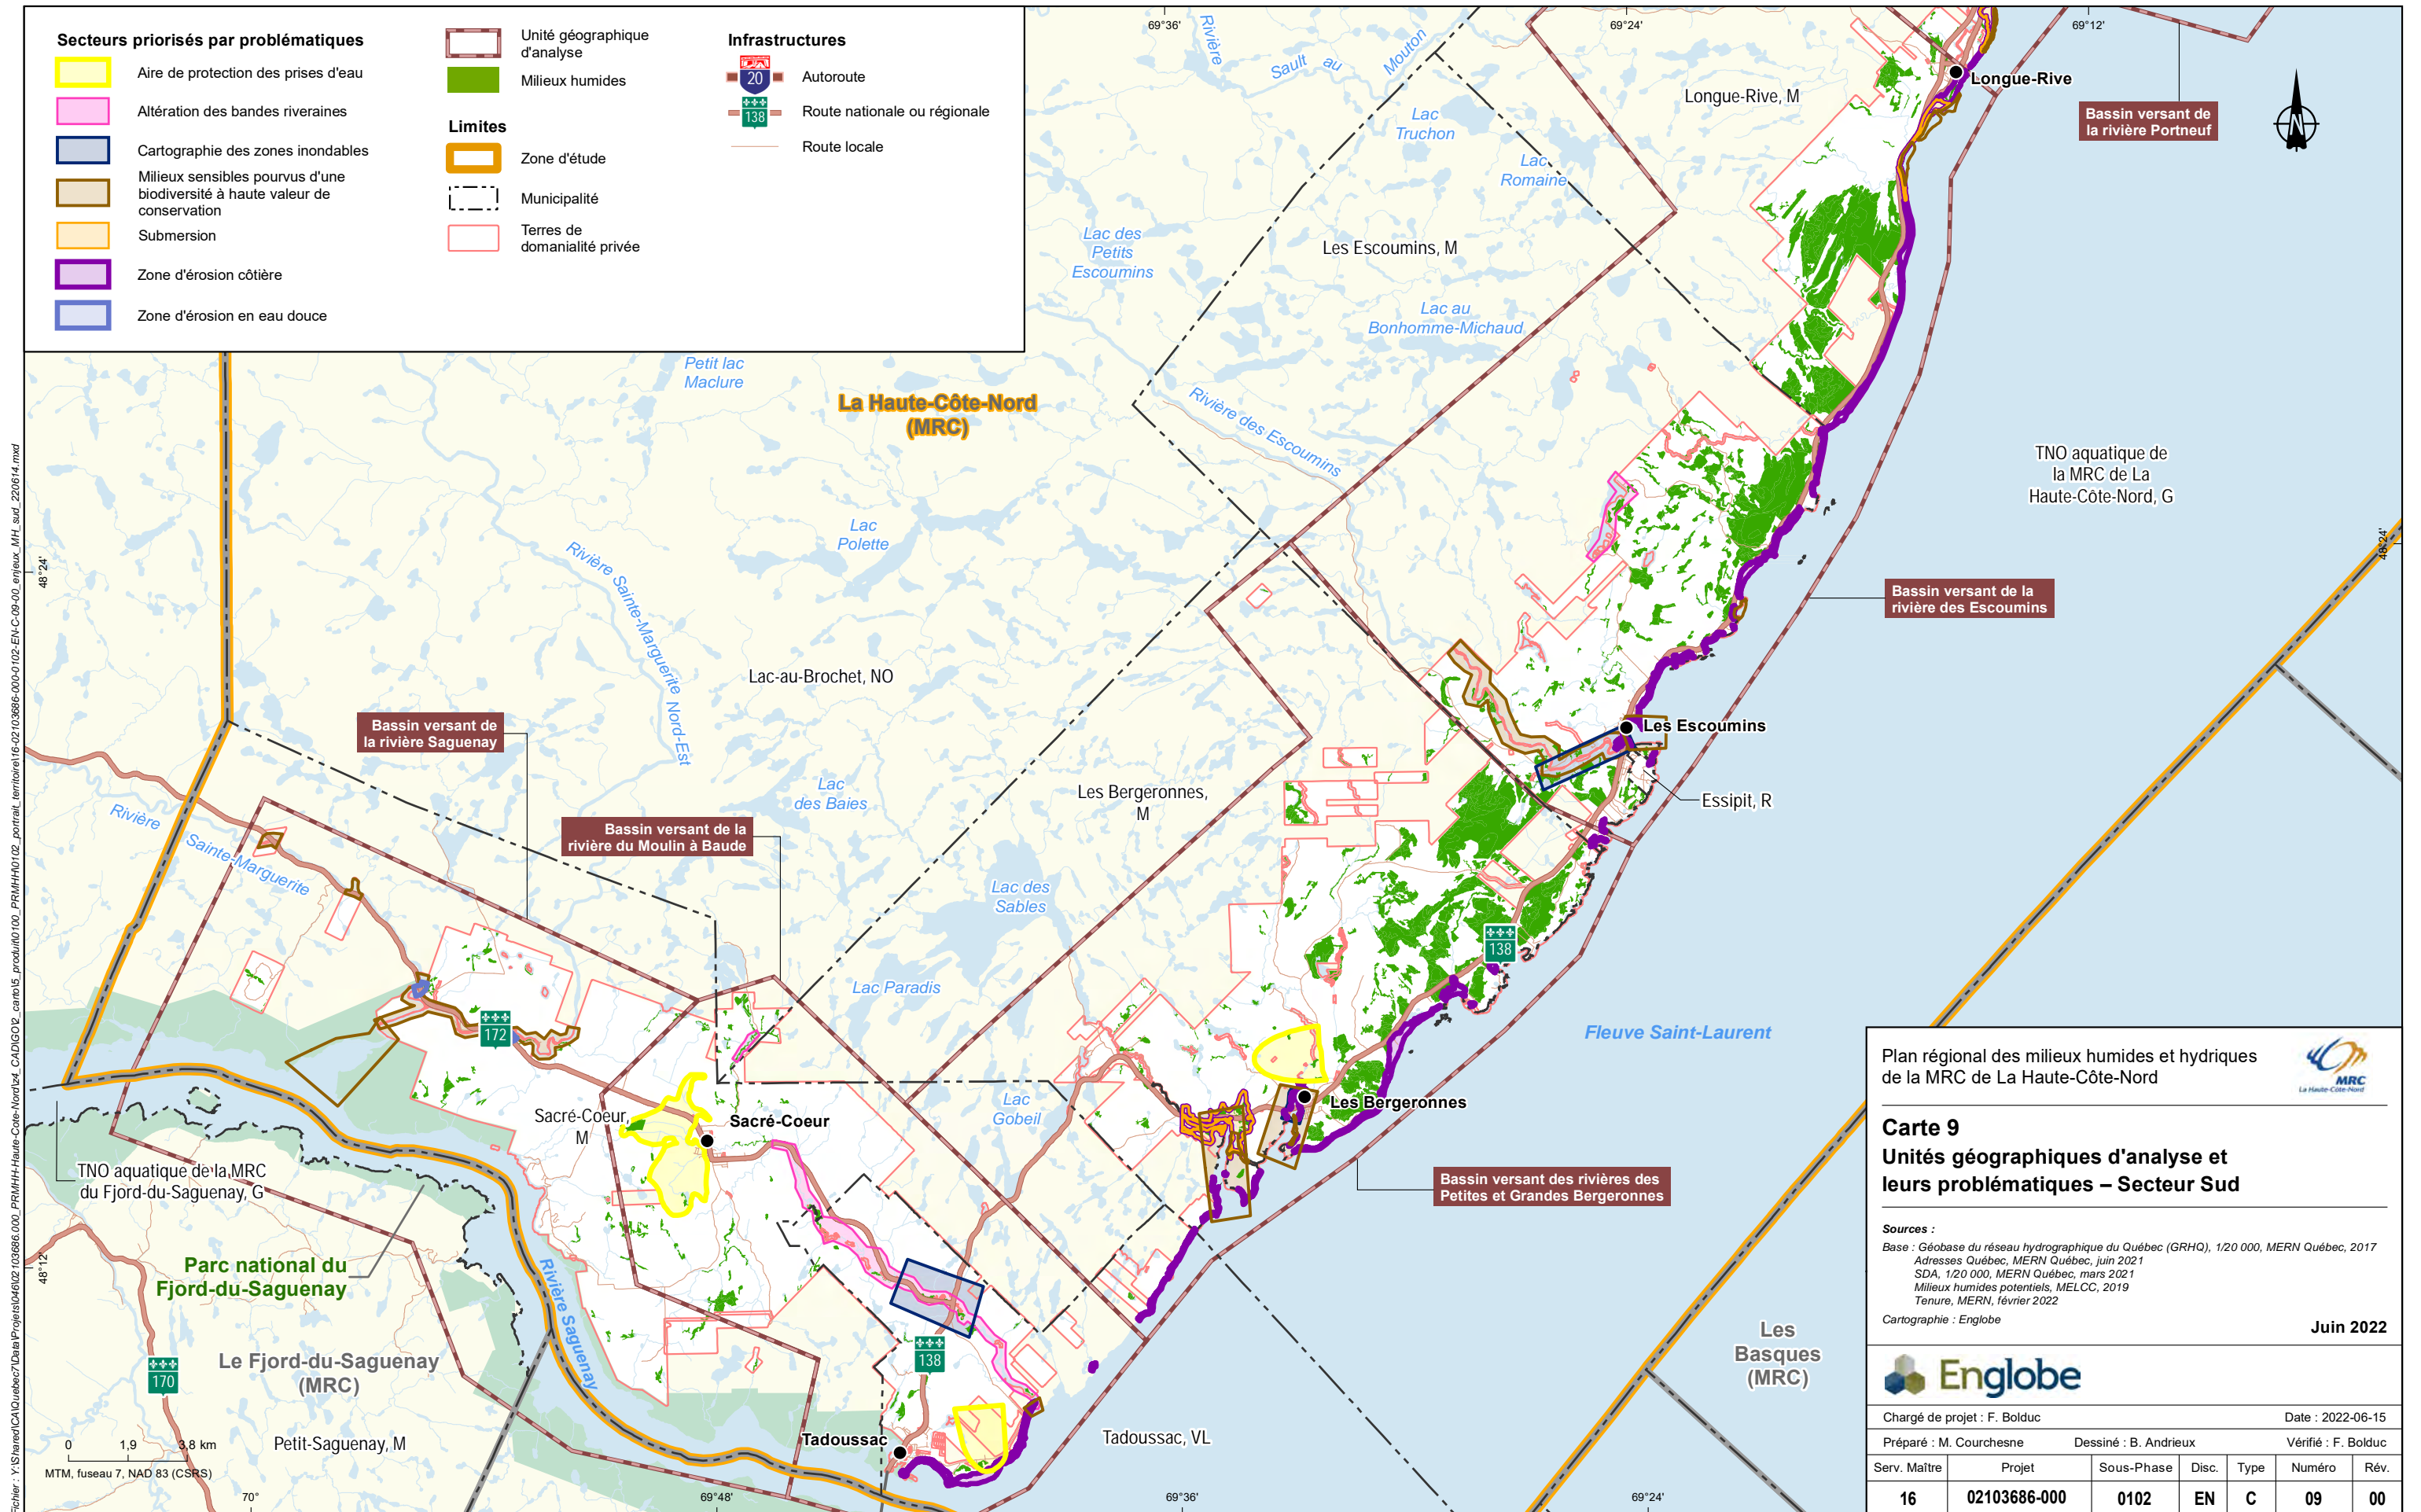 Secteurs priorisés par problématiques
Aire de protection des prises d'eau
Altération des bandes riveraines
Cartographie des zones inondables
Milieux sensibles pourvus d'une
biodiversité à haute valeur de
conservation
Submersion
Zone d'érosion côtière
Zone d'érosion en eau douce
Unité géographique
d'analyse
Milieux humides
Limites
Zone d'étude
Municipalité
Terres de
domanialité privée
Infrastructures
20
Autoroute
138
Route nationale ou régionale
Route locale
69°36'
69°24'
69°12'
Rivière
Sault au
Mouton
Lac
Truchon
Lac
Romaine
Longue-Rive, M
Longue-Rive
Bassin versant de
la rivière Portneuf
N
Lac des
Petits
Escoumins
Les Escoumins, M
Lac au
Bonhomme-Michaud
Petit lac
Maclure
La Haute-Côte-Nord
(MRC)
Rivière des Escoumins
TNO aquatique de
la MRC de La
Haute-Côte-Nord, G
Lac
Polette
48°24'
48°24'
Rivière Sainte-Marguerite Nord-Est
Bassin versant de la
rivière des Escoumins
Lac-au-Brochet, NO
Bassin versant de
la rivière Saguenay
Les Escoumins
Lac
des Baies
Les Bergeronnes,
M
Essipit, R
Rivière
Sainte-Marguerite
Bassin versant de la
rivière du Moulin à Baude
Lac des
Sables
138
Lac Paradis
172
Fleuve Saint-Laurent
Lac
Gobeil
Les Bergeronnes
Sacré-Coeur,
M
Sacré-Coeur
TNO aquatique de la MRC
du Fjord-du-Saguenay, G
Bassin versant des rivières des
Petites et Grandes Bergeronnes
Parc national du
Fjord-du-Saguenay
48°12'
Rivière Saguenay
138
170
Le Fjord-du-Saguenay
(MRC)
Les
Basques
(MRC)
Petit-Saguenay, M
Tadoussac
Tadoussac, VL
0 1,9 3,8 km
MTM, fuseau 7, NAD 83 (CSRS)
70°
69°48'
69°36'
69°24'
Plan régional des milieux humides et hydriques
de la MRC de La Haute-Côte-Nord
MRC
La Haute-Côte-Nord
Carte 9
Unités géographiques d'analyse et
leurs problématiques – Secteur Sud
Sources :
Base : Géobase du réseau hydrographique du Québec (GRHQ), 1/20 000, MERN Québec, 2017
Adresses Québec, MERN Québec, juin 2021
SDA, 1/20 000, MERN Québec, mars 2021
Milieux humides potentiels, MELCC, 2019
Tenure, MERN, février 2022
Cartographie : Englobe
Juin 2022
Englobe
Chargé de projet : F. Bolduc Date : 2022-06-15
Préparé : M. Courchesne Dessiné : B. Andrieux Vérifié : F. Bolduc
Serv. Maître Projet Sous-Phase Disc. Type Numéro Rév.
16 02103686-000 0102 EN C 09 00